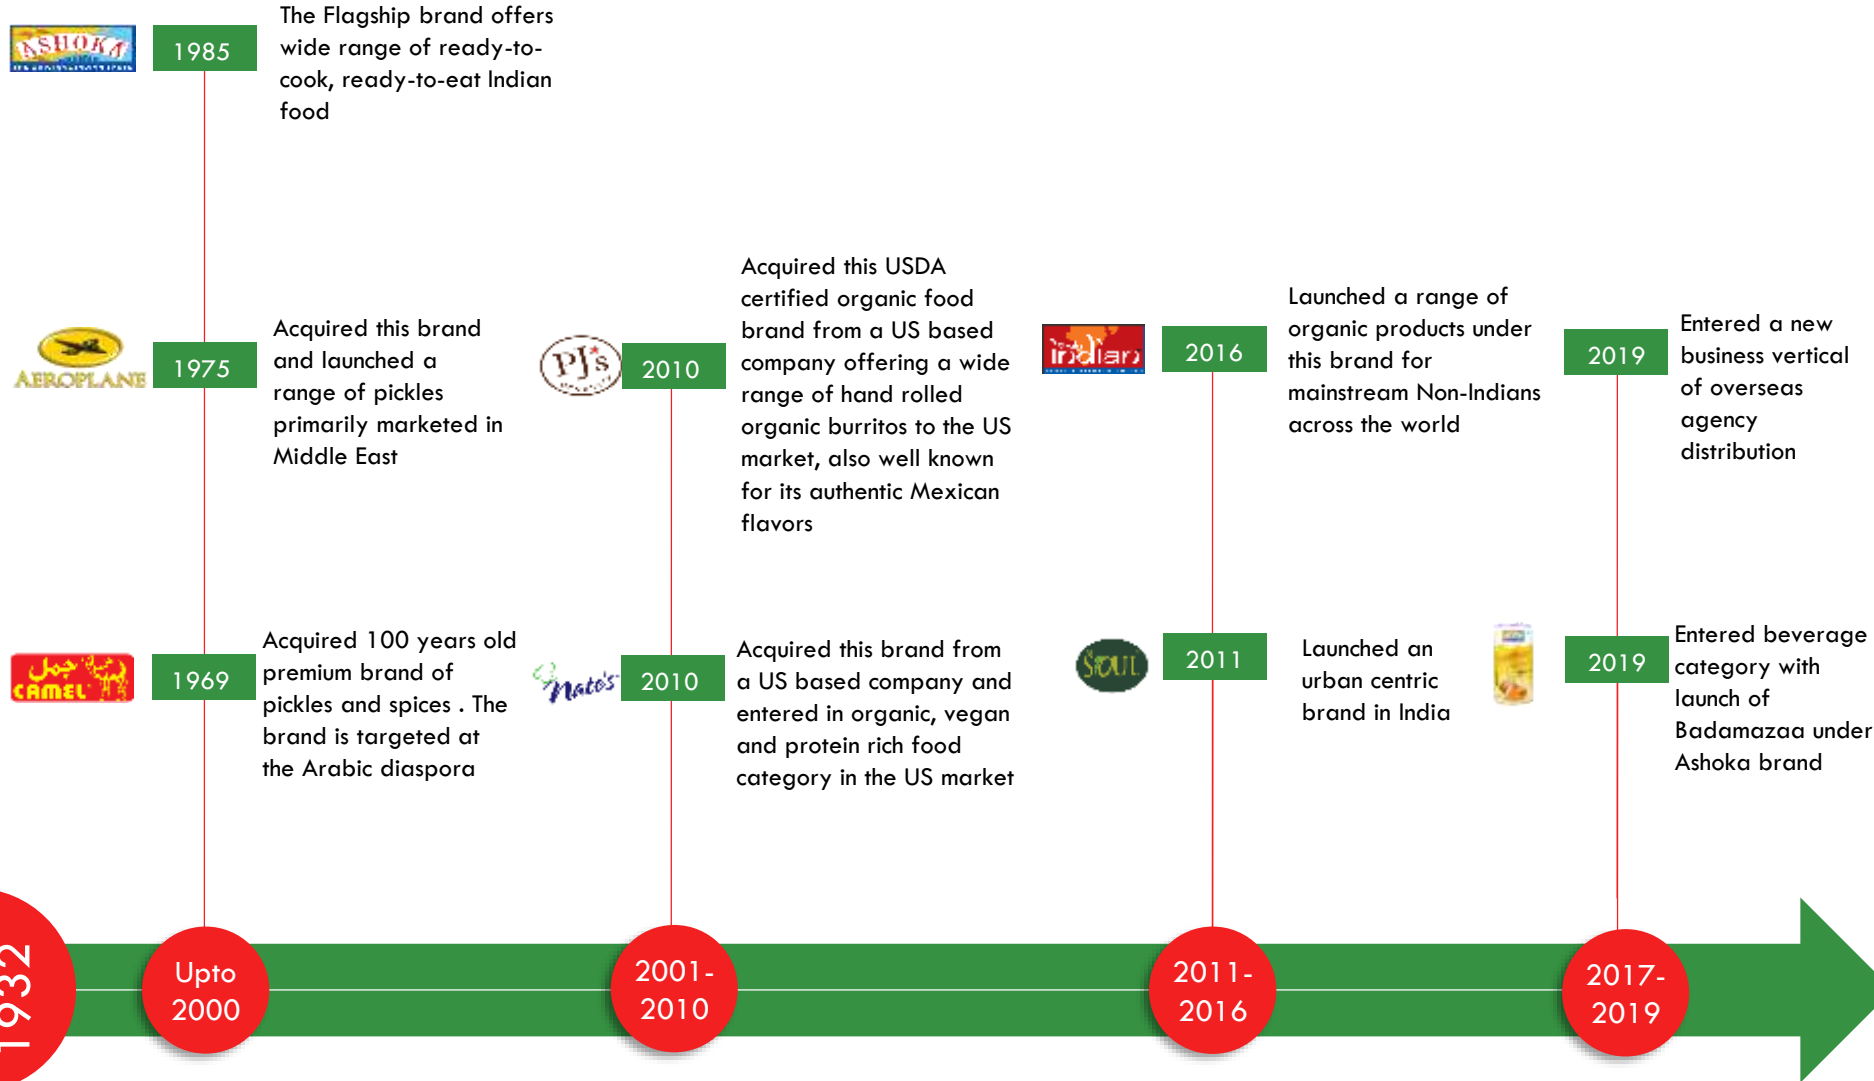 ASHOKA
1985
The Flagship brand offers
wide range of ready-to-
cook, ready-to-eat Indian
food
AEROPLANE
1975
Acquired this brand
and launched a
range of pickles
primarily marketed in
Middle East
PJ's
2010
Acquired this USDA
certified organic food
brand from a US based
company offering a wide
range of hand rolled
organic burritos to the US
market, also well known
for its authentic Mexican
flavors
indian
2016
Launched a range of
organic products under
this brand for
mainstream Non-Indians
across the world
2019
Entered a new
business vertical
of overseas
agency
distribution
جمل
CAMEL
1969
Acquired 100 years old
premium brand of
pickles and spices . The
brand is targeted at
the Arabic diaspora
Nate's
2010
Acquired this brand from
a US based company and
entered in organic, vegan
and protein rich food
category in the US market
SOUL
2011
Launched an
urban centric
brand in India
2019
Entered beverage
category with
launch of
Badamazaa under
Ashoka brand
1932
Upto
2000
2001-
2010
2011-
2016
2017-
2019